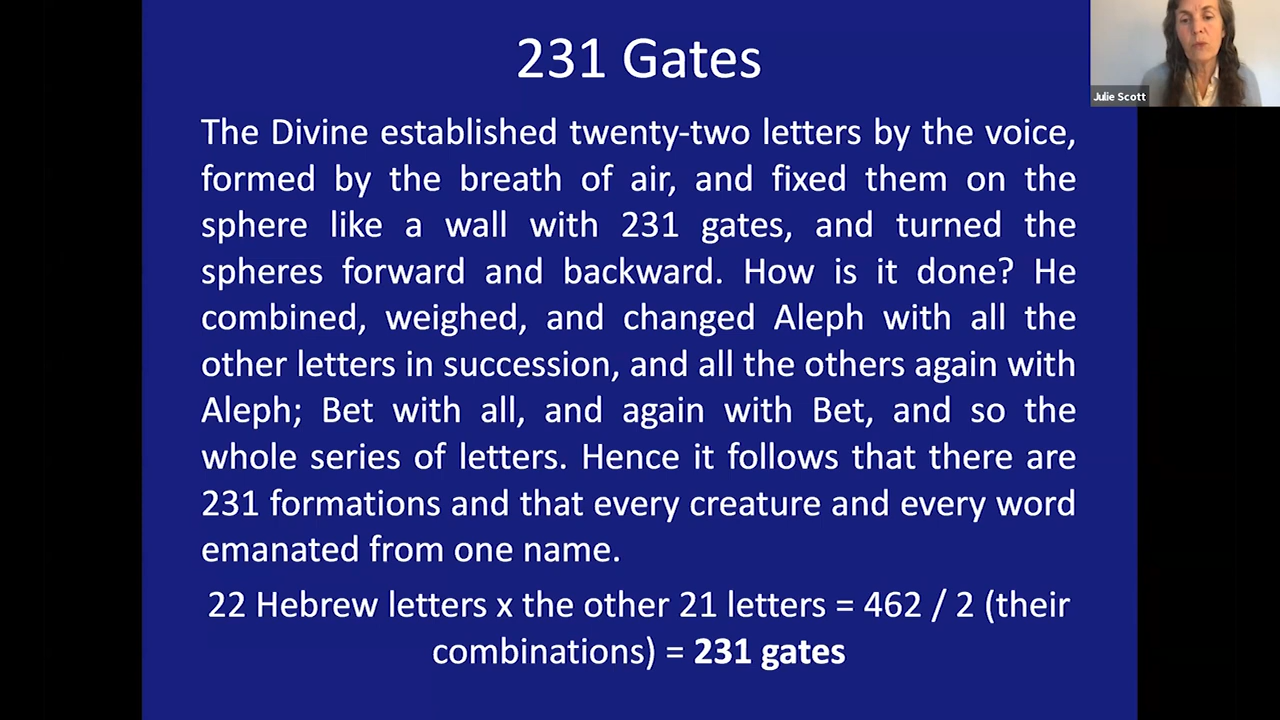 231 Gates
Julie Scott
The Divine established twenty-two letters by the voice,
formed by the breath of air, and fixed them on the
sphere like a wall with 231 gates, and turned the
spheres forward and backward. How is it done? He
combined, weighed, and changed Aleph with all the
other letters in succession, and all the others again with
Aleph; Bet with all, and again with Bet, and so the
whole series of letters. Hence it follows that there are
231 formations and that every creature and every word
emanated from one name.
22 Hebrew letters x the other 21 letters = 462 / 2 (their
combinations) = 231 gates